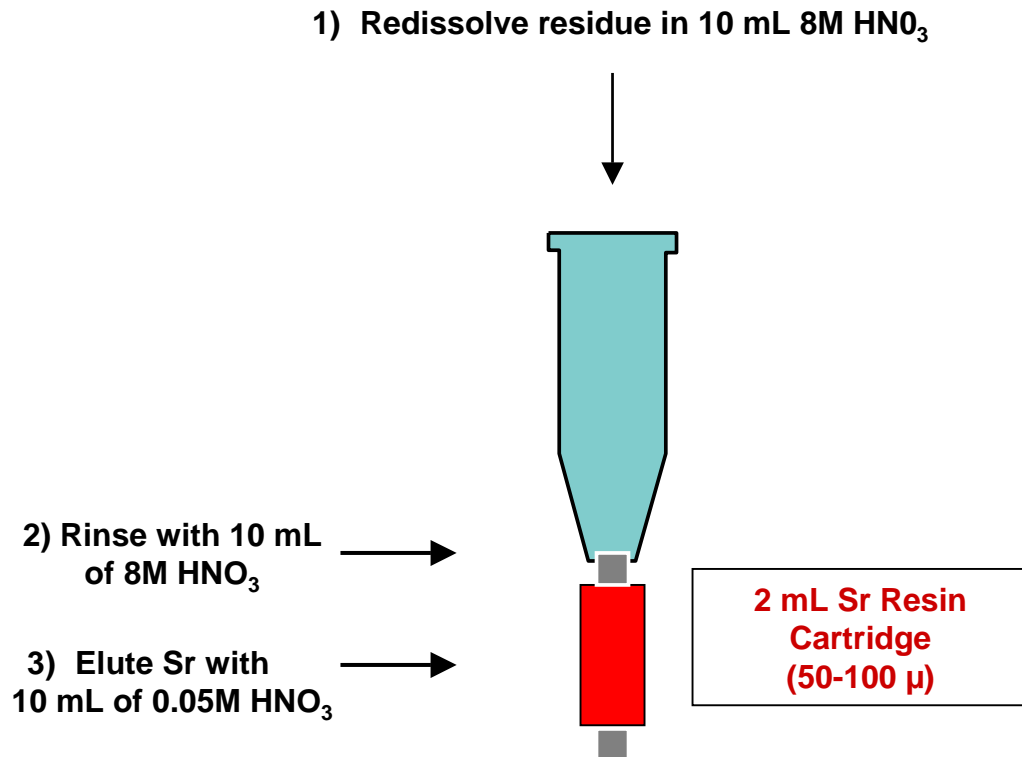 1) Redissolve residue in 10 mL 8M HN0₃
2) Rinse with 10 mL
of 8M HNO₃
3) Elute Sr with
10 mL of 0.05M HNO₃
2 mL Sr Resin
Cartridge
(50-100 µ)